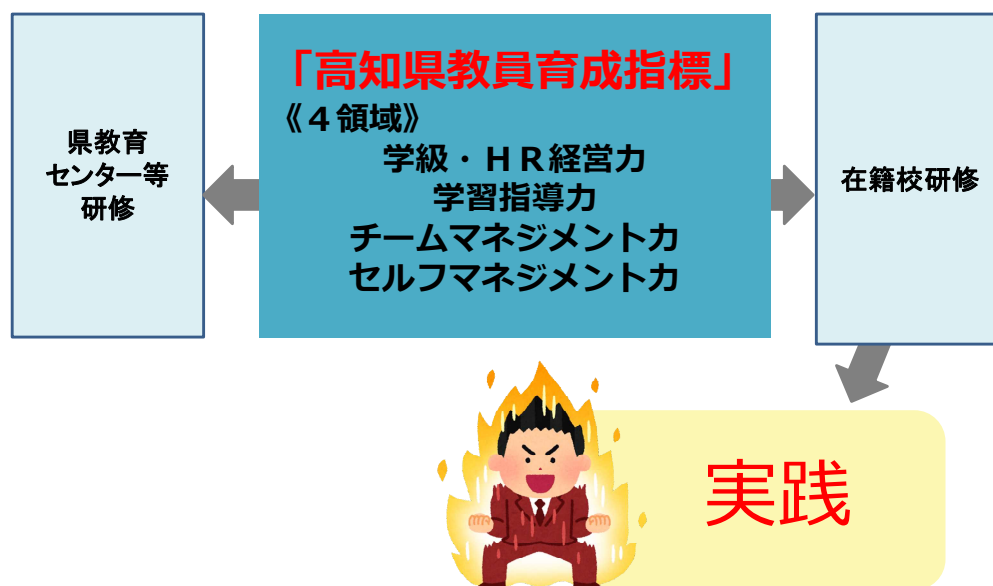 県教育
センター等
研修
「高知県教員育成指標」
《４領域》
学級・ＨＲ経営力
学習指導力
チームマネジメント力
セルフマネジメント力
在籍校研修
実践